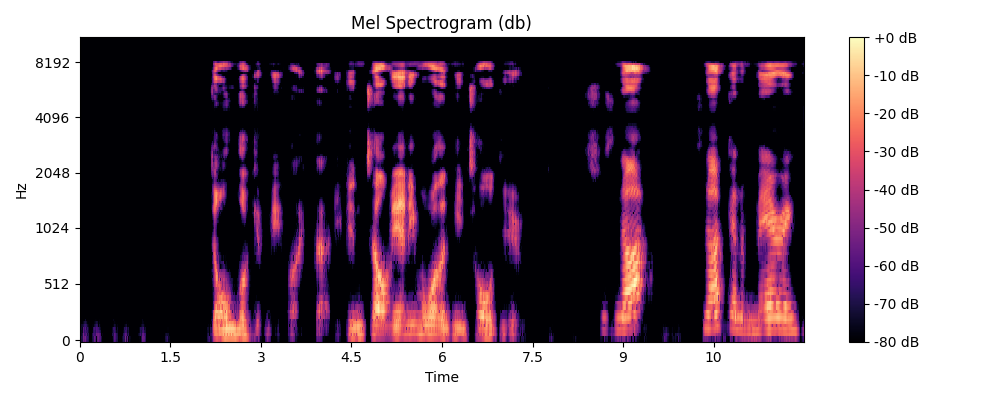 Mel Spectrogram (db)
8192
4096
2048
1024
512
0
Hz
0 1.5 3 4.5 6 7.5 9 10
Time
+0 dB
-10 dB
-20 dB
-30 dB
-40 dB
-50 dB
-60 dB
-70 dB
-80 dB